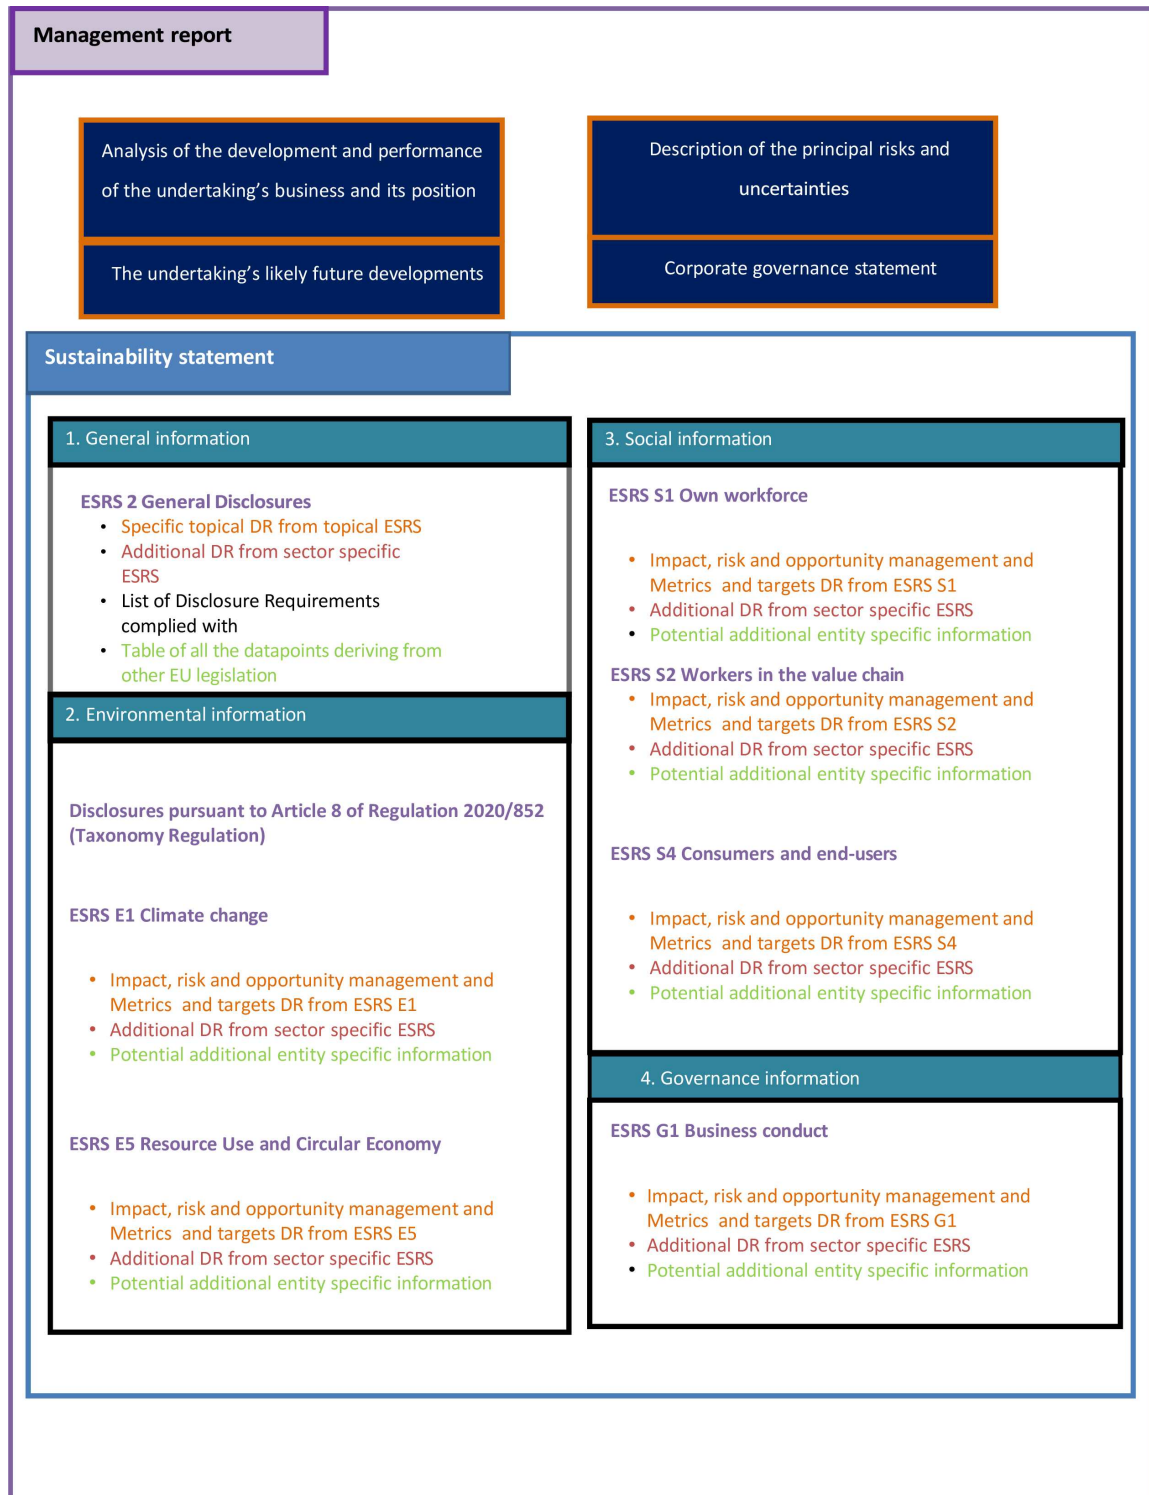 Management report
Analysis of the development and performance
of the undertaking’s business and its position
The undertaking’s likely future developments
Description of the principal risks and
uncertainties
Corporate governance statement
Sustainability statement
1. General information
ESRS 2 General Disclosures
• Specific topical DR from topical ESRS
• Additional DR from sector specific
ESRS
• List of Disclosure Requirements
complied with
• Table of all the datapoints deriving from
other EU legislation
2. Environmental information
Disclosures pursuant to Article 8 of Regulation 2020/852
(Taxonomy Regulation)
ESRS E1 Climate change
• Impact, risk and opportunity management and
Metrics and targets DR from ESRS E1
• Additional DR from sector specific ESRS
• Potential additional entity specific information
ESRS E5 Resource Use and Circular Economy
• Impact, risk and opportunity management and
Metrics and targets DR from ESRS E5
• Additional DR from sector specific ESRS
• Potential additional entity specific information
3. Social information
ESRS S1 Own workforce
• Impact, risk and opportunity management and
Metrics and targets DR from ESRS S1
• Additional DR from sector specific ESRS
• Potential additional entity specific information
ESRS S2 Workers in the value chain
• Impact, risk and opportunity management and
Metrics and targets DR from ESRS S2
• Additional DR from sector specific ESRS
• Potential additional entity specific information
ESRS S4 Consumers and end-users
• Impact, risk and opportunity management and
Metrics and targets DR from ESRS S4
• Additional DR from sector specific ESRS
• Potential additional entity specific information
4. Governance information
ESRS G1 Business conduct
• Impact, risk and opportunity management and
Metrics and targets DR from ESRS G1
• Additional DR from sector specific ESRS
• Potential additional entity specific information